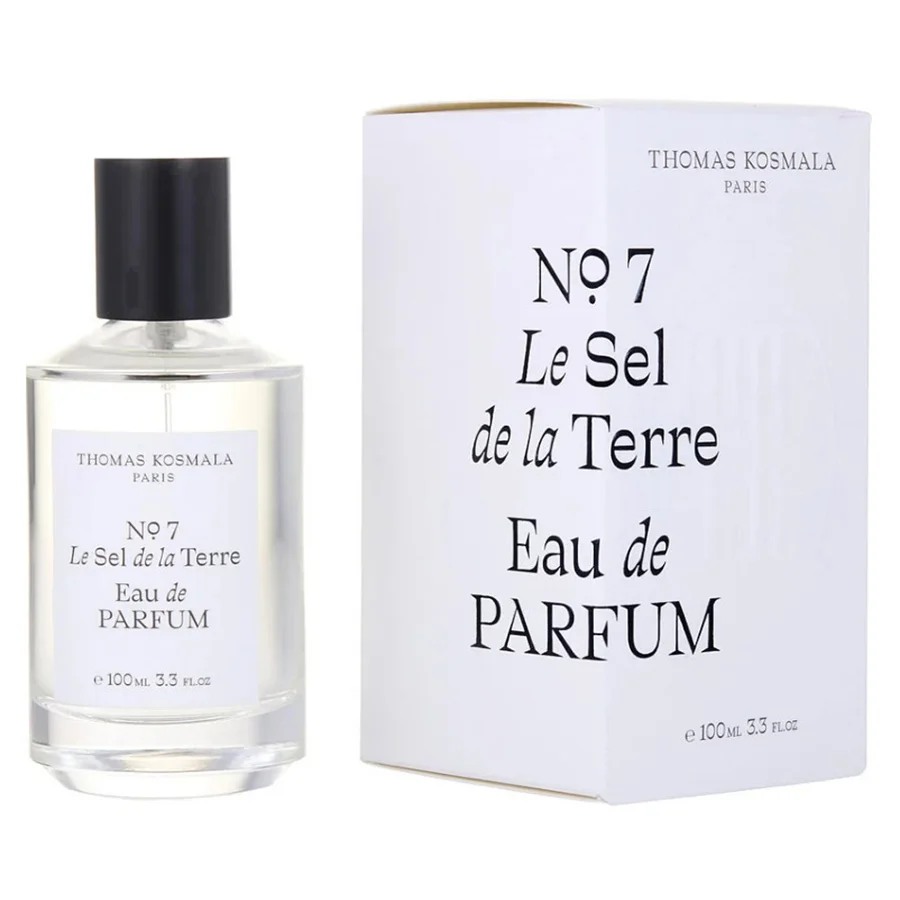 THOMAS KOSMALA
PARIS
Nº 7
Le Sel de la Terre
Eau de
PARFUM
e 100ML 3.3 FL.OZ
THOMAS KOSMALA
PARIS
Nº 7
Le Sel
de la Terre
Eau de
PARFUM
e 100ML 3.3 FL.OZ